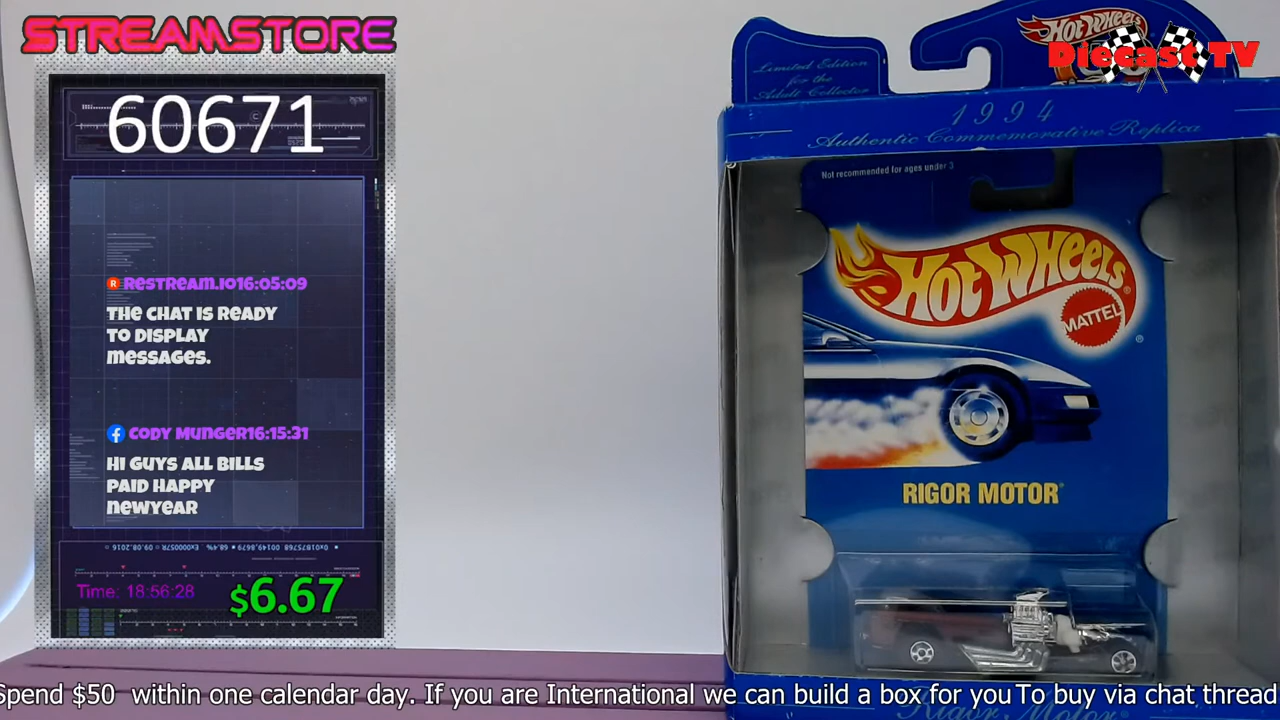 STREAMSTORE
60671
Restream.io16:05:09
The chat is ready
to display
messages.
Cody Munger16:15:31
Hi guys all bills
paid happy
newyear
Time: 18:56:28
$6.67
Hot Wheels
Diecast TV
Limited Edition
for the
Adult Collector
1994
Authentic Commemorative Replica
Not recommended for ages under 3
Hot Wheels
MATTEL
RIGOR MOTOR
Rigor Motor
Spend $50 within one calendar day. If you are International we can build a box for you To buy via chat thread